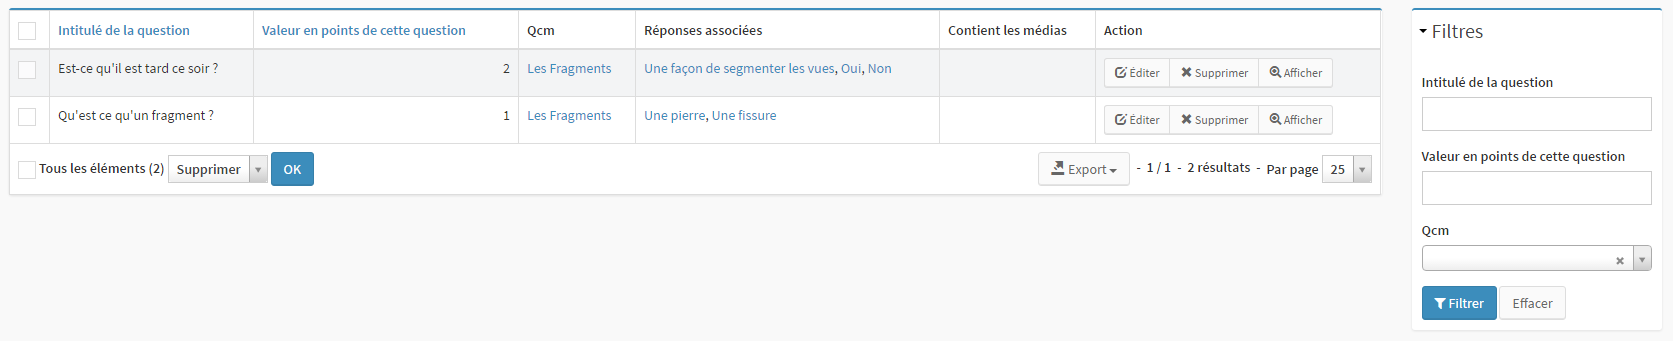 Intitulé de la question Valeur en points de cette question Qcm Réponses associées Contient les médias Action
Est-ce qu'il est tard ce soir ? 2 Les Fragments Une façon de segmenter les vues, Oui, Non Éditer Supprimer Afficher
Qu'est ce qu'un fragment ? 1 Les Fragments Une pierre, Une fissure Éditer Supprimer Afficher
Tous les éléments (2) Supprimer OK Export - 1 / 1 - 2 résultats - Par page 25
Filtres
Intitulé de la question
Valeur en points de cette question
Qcm
Filtrer Effacer